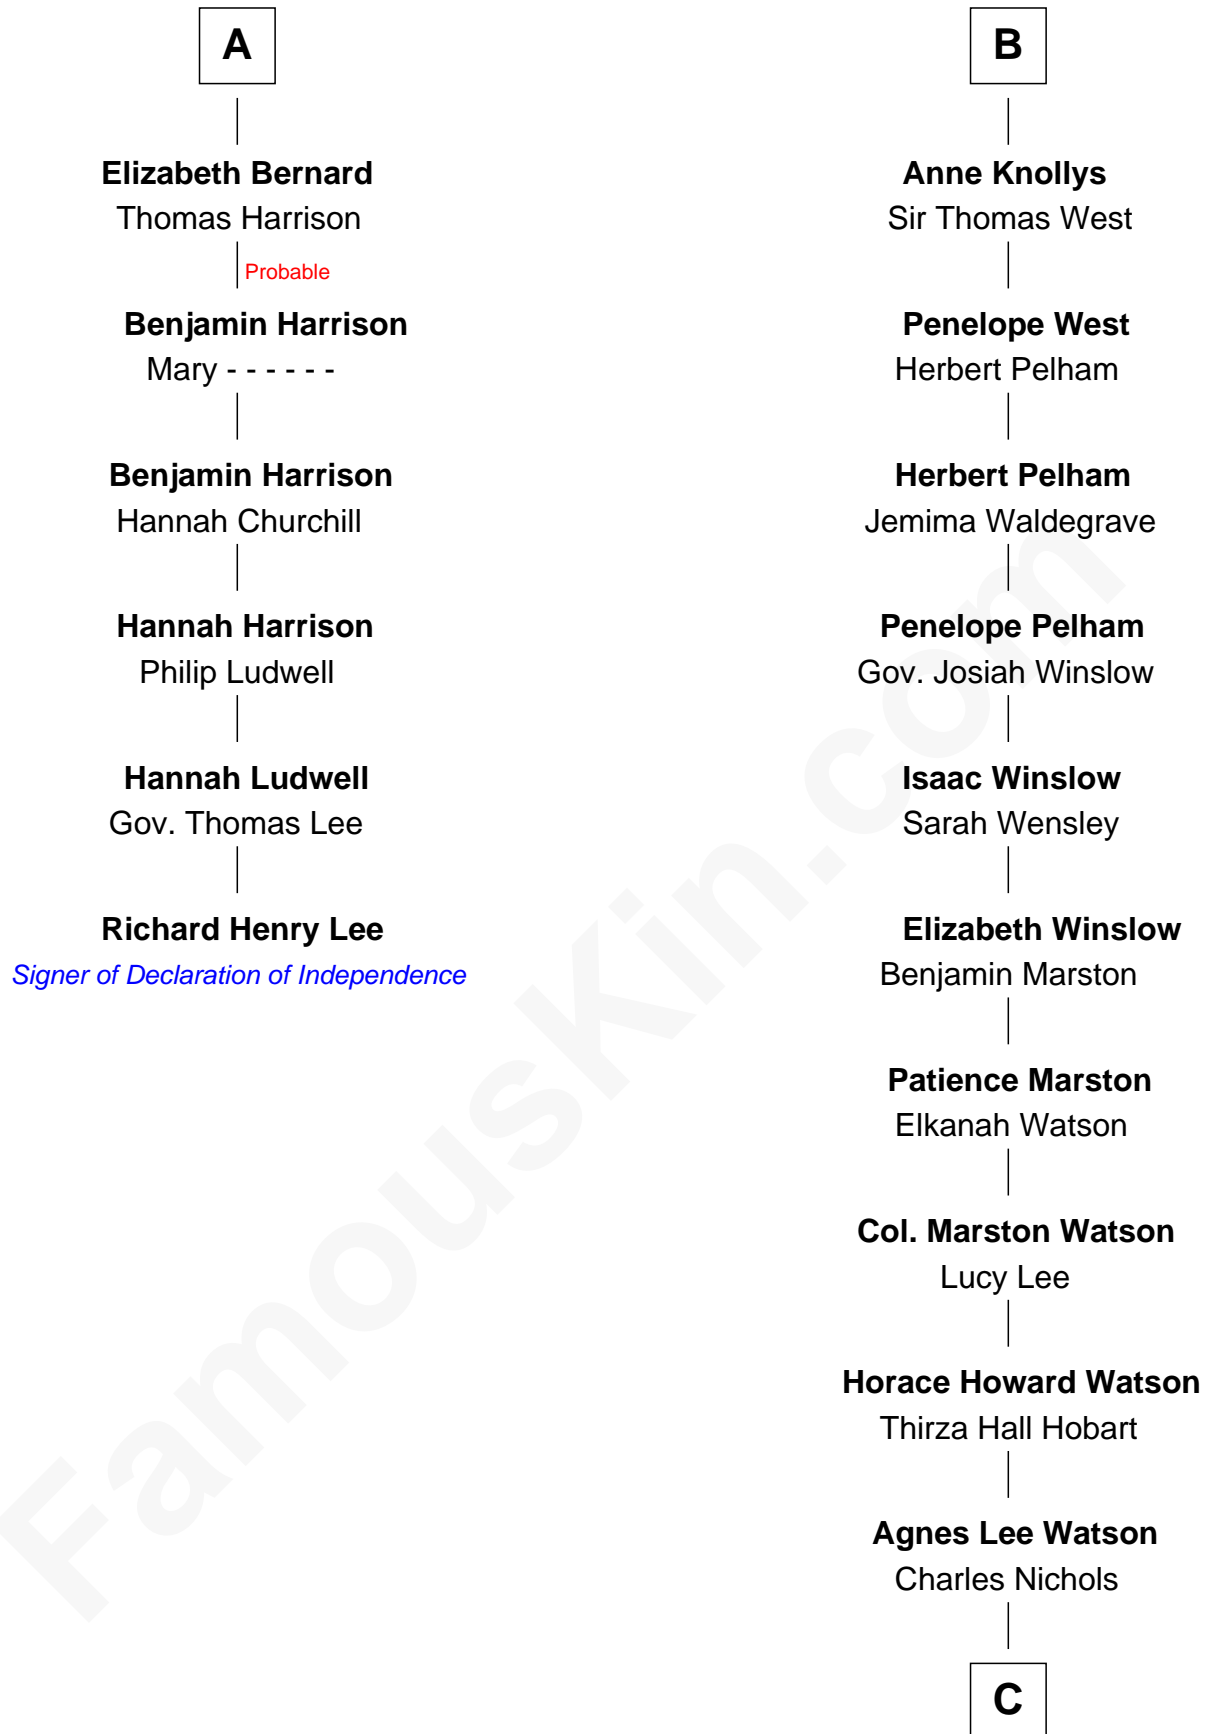 A
Elizabeth Bernard
Thomas Harrison
Probable
Benjamin Harrison
Mary - - - - - -
Benjamin Harrison
Hannah Churchill
Hannah Harrison
Philip Ludwell
Hannah Ludwell
Gov. Thomas Lee
Richard Henry Lee
Signer of Declaration of Independence
B
Anne Knollys
Sir Thomas West
Penelope West
Herbert Pelham
Herbert Pelham
Jemima Waldegrave
Penelope Pelham
Gov. Josiah Winslow
Isaac Winslow
Sarah Wensley
Elizabeth Winslow
Benjamin Marston
Patience Marston
Elkanah Watson
Col. Marston Watson
Lucy Lee
Horace Howard Watson
Thirza Hall Hobart
Agnes Lee Watson
Charles Nichols
C
FamousKin.com